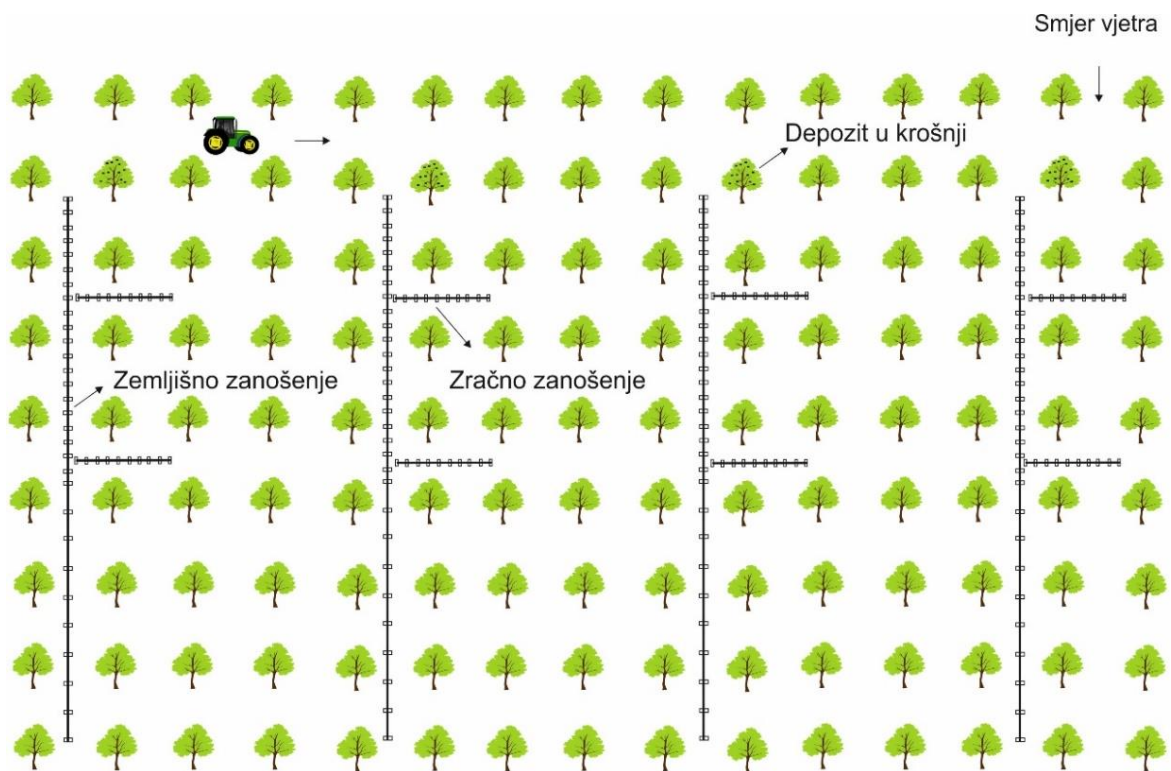 Smjer vjetra
Depozit u krošnji
Zemljišno zanošenje
Zračno zanošenje